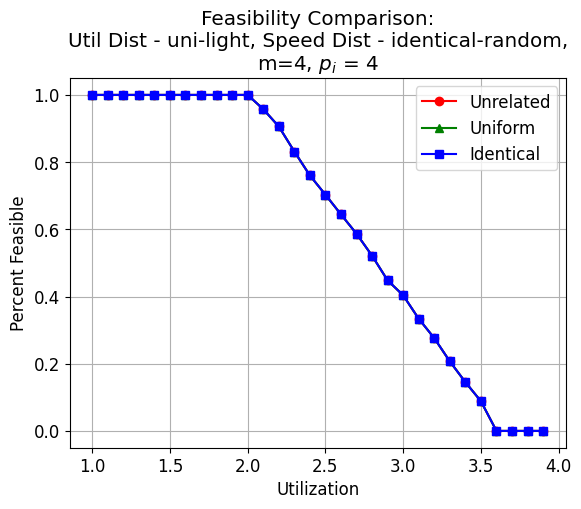 Feasibility Comparison:
Util Dist - uni-light, Speed Dist - identical-random,
m=4, p_i = 4
Unrelated
Uniform
Identical
Percent Feasible
1.0
0.8
0.6
0.4
0.2
0.0
1.0 1.5 2.0 2.5 3.0 3.5 4.0
Utilization